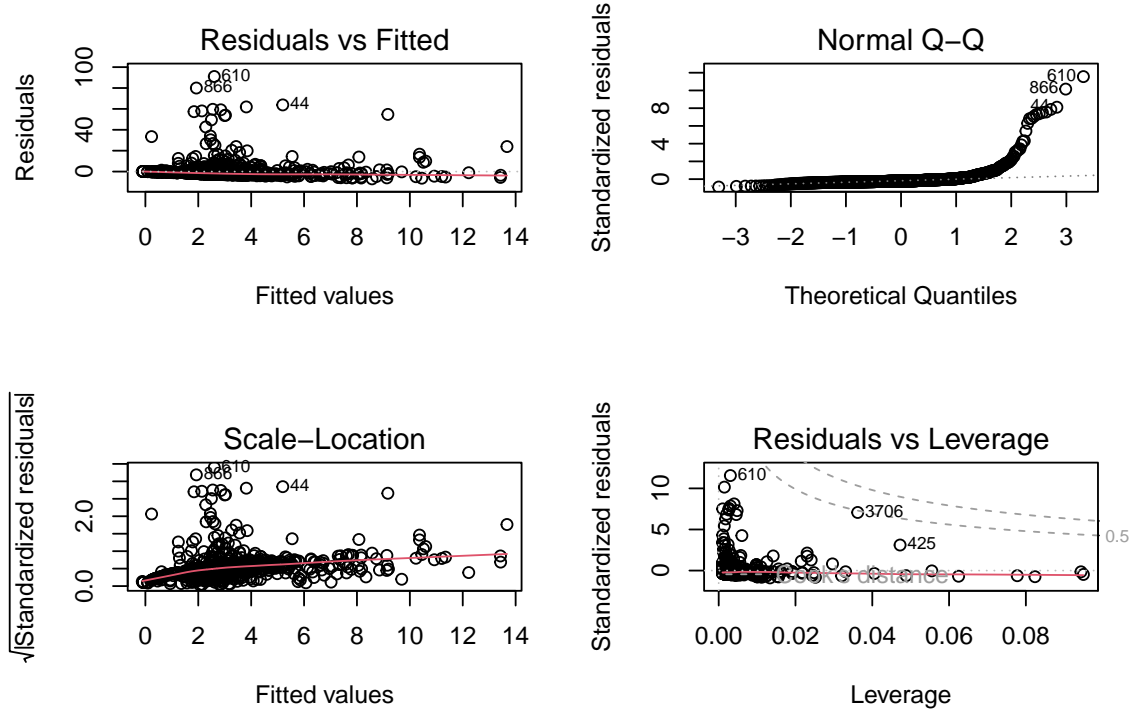 Residuals vs Fitted
Residuals
0 40 100
610
866
44
0 2 4 6 8 10 12 14
Fitted values
Normal Q−Q
Standardized residuals
0 4 8
610
866
44
−3 −2 −1 0 1 2 3
Theoretical Quantiles
Scale−Location
√|Standardized residuals|
0.0 2.0
610
866
44
0 2 4 6 8 10 12 14
Fitted values
Residuals vs Leverage
Standardized residuals
0 5 10
610
3706
425
0.5
Cook's distance
0.00 0.02 0.04 0.06 0.08
Leverage